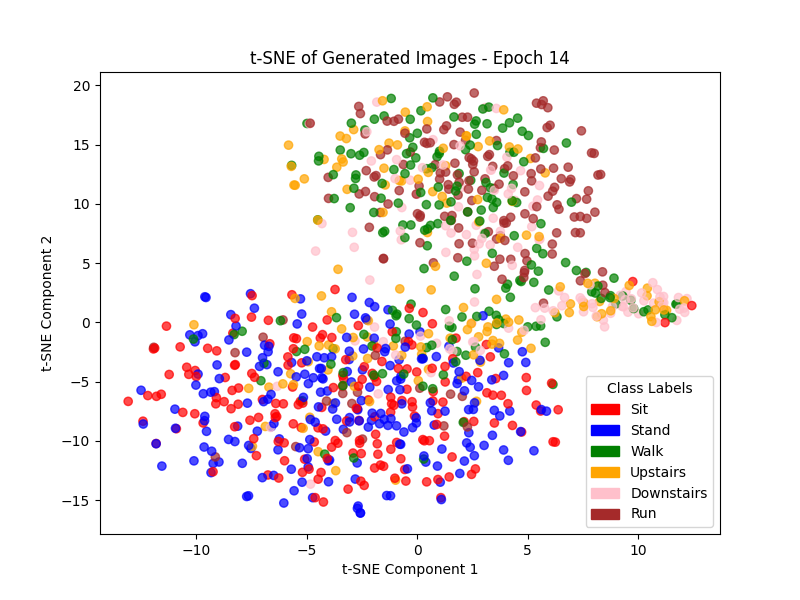 t-SNE of Generated Images - Epoch 14
20
15
10
5
0
−5
−10
−15
t-SNE Component 2
−10
−5
0
5
10
t-SNE Component 1
Class Labels
Sit
Stand
Walk
Upstairs
Downstairs
Run